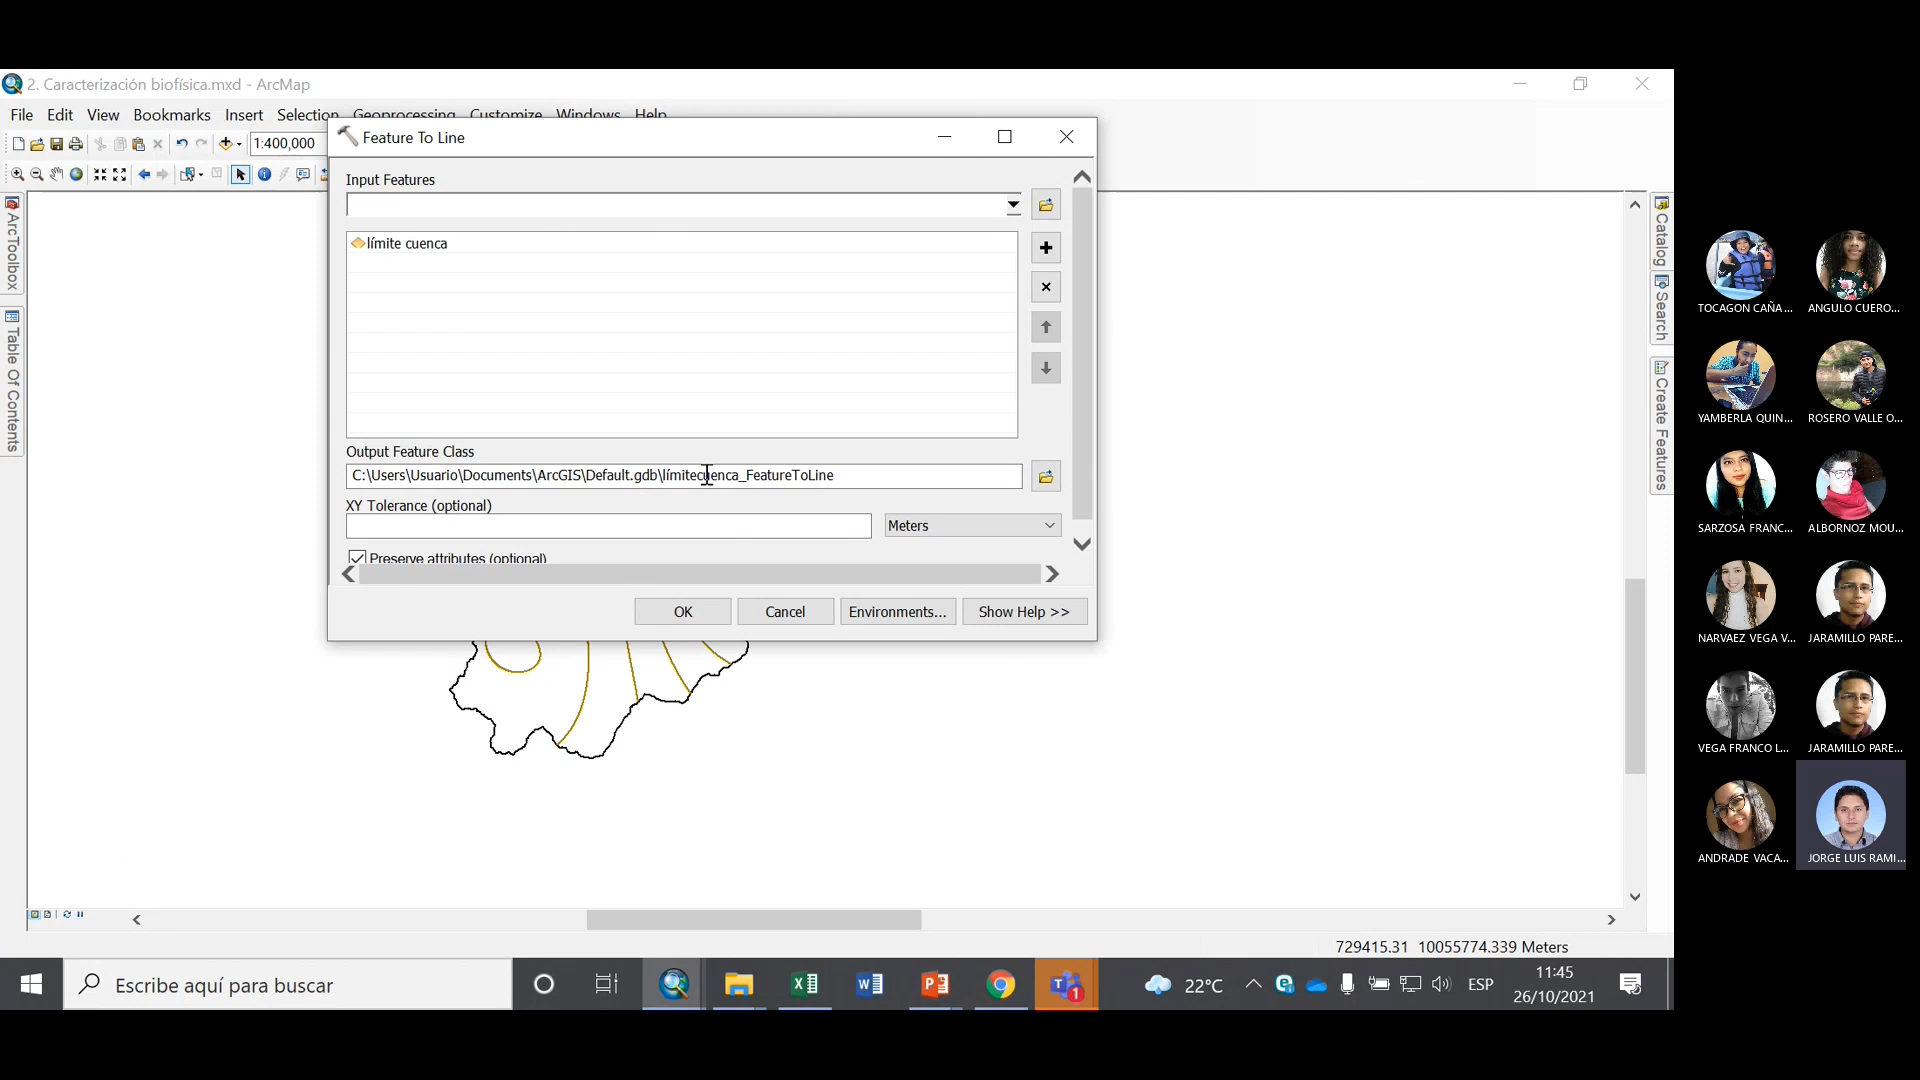 2. Caracterización biofísica.mxd - ArcMap
File Edit View Bookmarks Insert Selection Geoprocessing Customize Windows Help
1:400,000
Feature To Line
Input Features
límite cuenca
Output Feature Class
C:\Users\Usuario\Documents\ArcGIS\Default.gdb\límitecuenca_FeatureToLine
XY Tolerance (optional)
Meters
Preserve attributes (optional)
OK Cancel Environments... Show Help >>
ArcToolbox
Table Of Contents
Catalog
Search
Create Features
729415.31 10055774.339 Meters
Escribe aquí para buscar
22°C
ESP
11:45
26/10/2021
TOCAGON CAÑA... ANGULO CUERO...
YAMBERLA QUIN... ROSERO VALLE O...
SARZOSA FRANC... ALBORNOZ MOU...
NARVAEZ VEGA V... JARAMILLO PARE...
VEGA FRANCO L... JARAMILLO PARE...
ANDRADE VACA... JORGE LUIS RAMI...